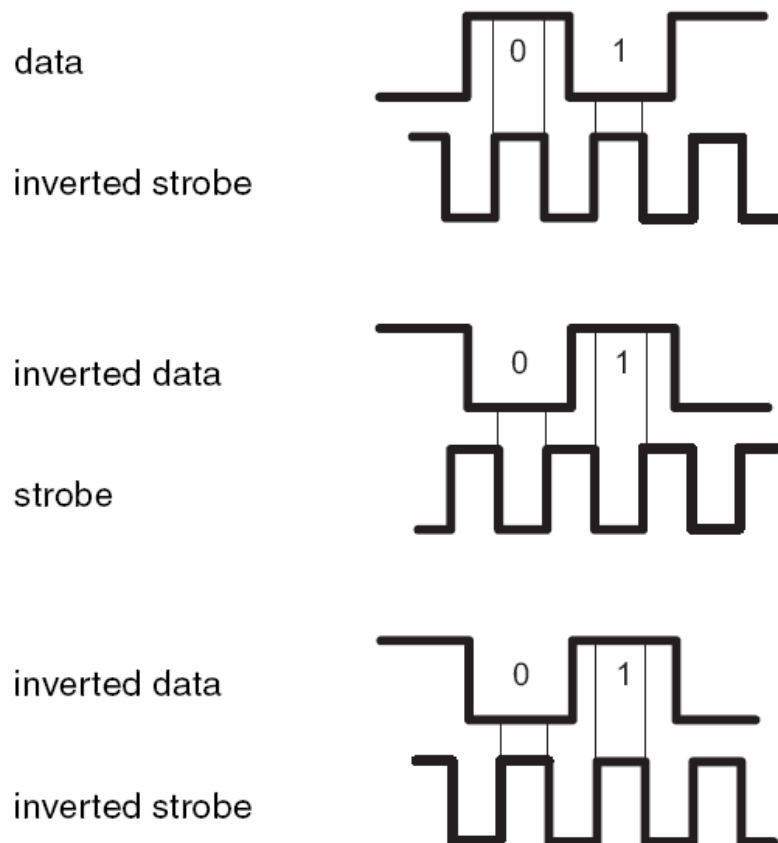 data 0 1
inverted strobe
inverted data 0 1
strobe
inverted data 0 1
inverted strobe